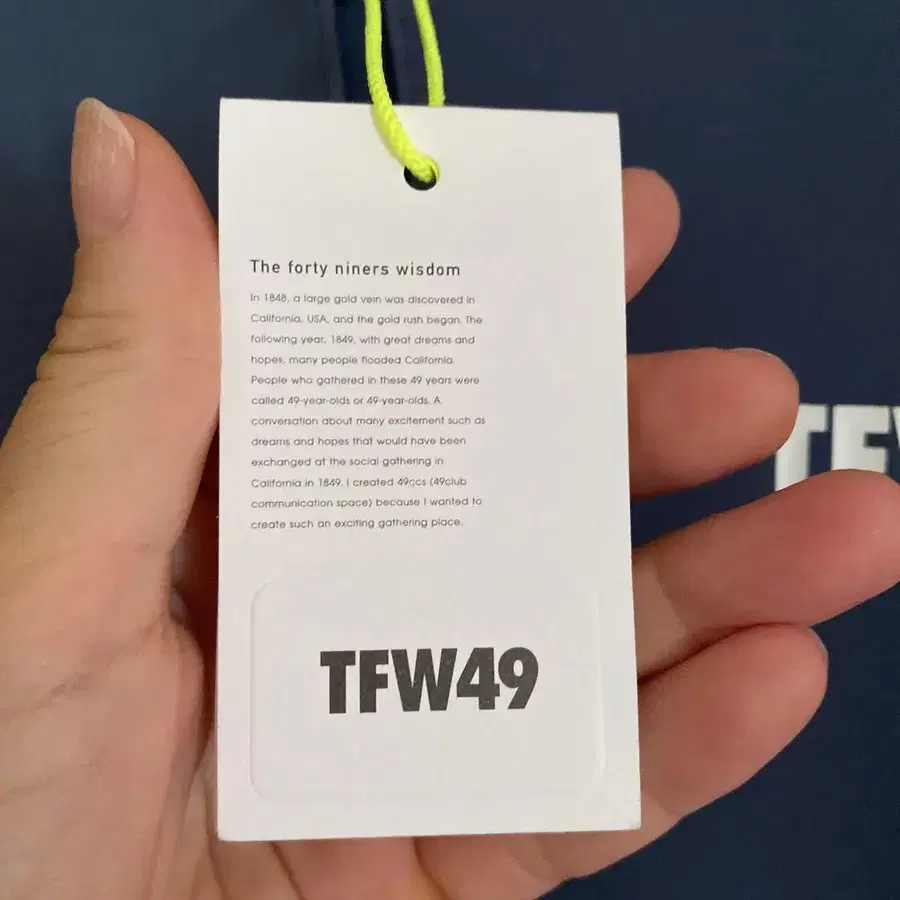 The forty niners wisdom
In 1848, a large gold vein was discovered in
California, USA, and the gold rush began. The
following year, 1849, with great dreams and
hopes, many people flooded California.
People who gathered in these 49 years were
called 49-year-olds or 49-year-olds. A
conversation about many excitement such as
dreams and hopes that would have been
exchanged at the social gathering in
California in 1849. I created 49ccs (49club
communication space) because I wanted to
create such an exciting gathering place.
TFW49
TF